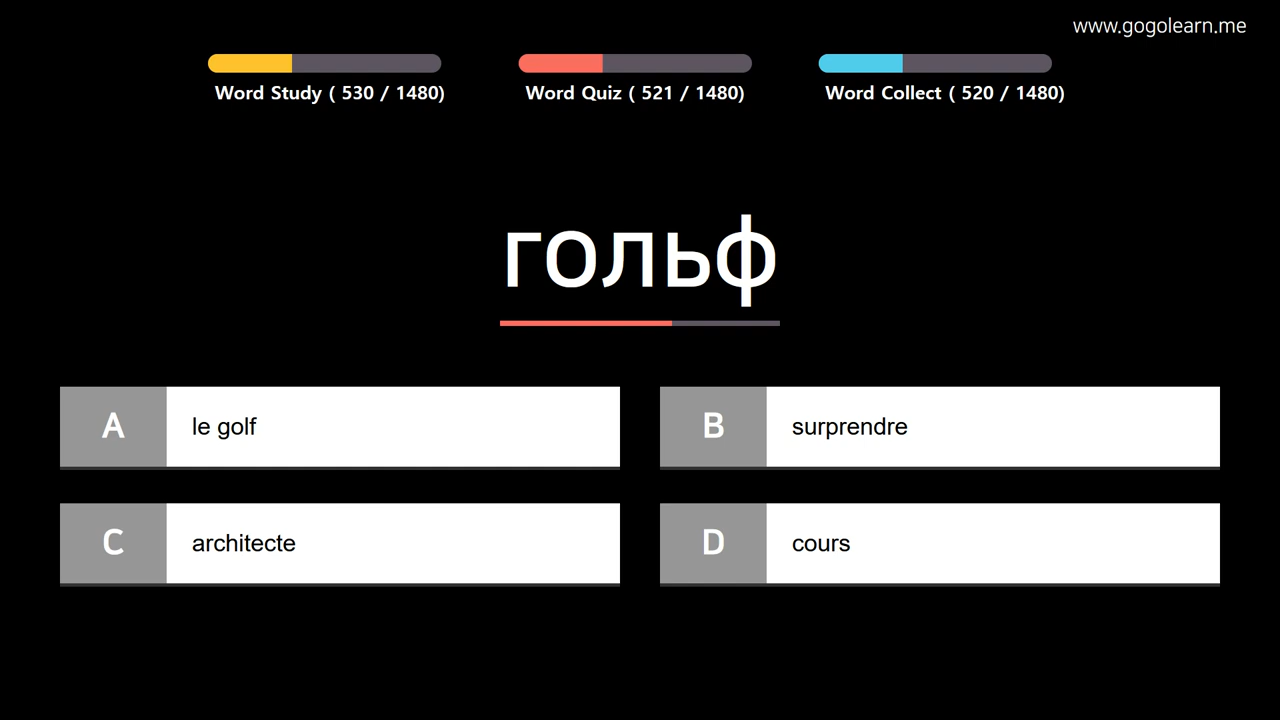 www.gogolearn.me
Word Study ( 530 / 1480)
Word Quiz ( 521 / 1480)
Word Collect ( 520 / 1480)
гольф
A
le golf
B
surprendre
C
architecte
D
cours